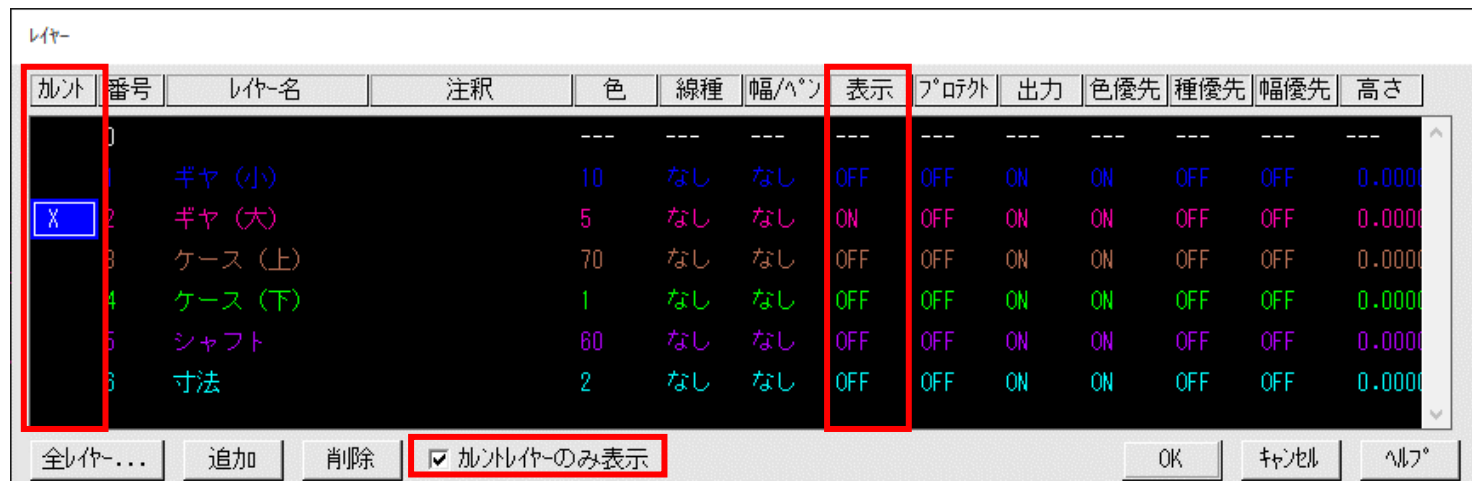 ﾚｲﾔｰ
ｶﾚﾝﾄ 番号 ﾚｲﾔｰ名 注釈 色 線種 幅/ﾍﾟﾝ 表示 ﾌﾟﾛﾃｸﾄ 出力 色優先 種優先 幅優先 高さ
0 --- --- --- --- --- --- --- --- --- ---
1 ギヤ（小） 10 なし なし OFF OFF ON ON OFF OFF 0.0000
X 2 ギヤ（大） 5 なし なし ON OFF ON ON OFF OFF 0.0000
3 ケース（上） 70 なし なし OFF OFF ON ON OFF OFF 0.0000
4 ケース（下） 1 なし なし OFF OFF ON ON OFF OFF 0.0000
5 シャフト 60 なし なし OFF OFF ON ON OFF OFF 0.0000
6 寸法 2 なし なし OFF OFF ON ON OFF OFF 0.0000
全ﾚｲﾔｰ... 追加 削除 ｶﾚﾝﾄﾚｲﾔｰのみ表示 OK ｷｬﾝｾﾙ ﾍﾙﾌﾟ